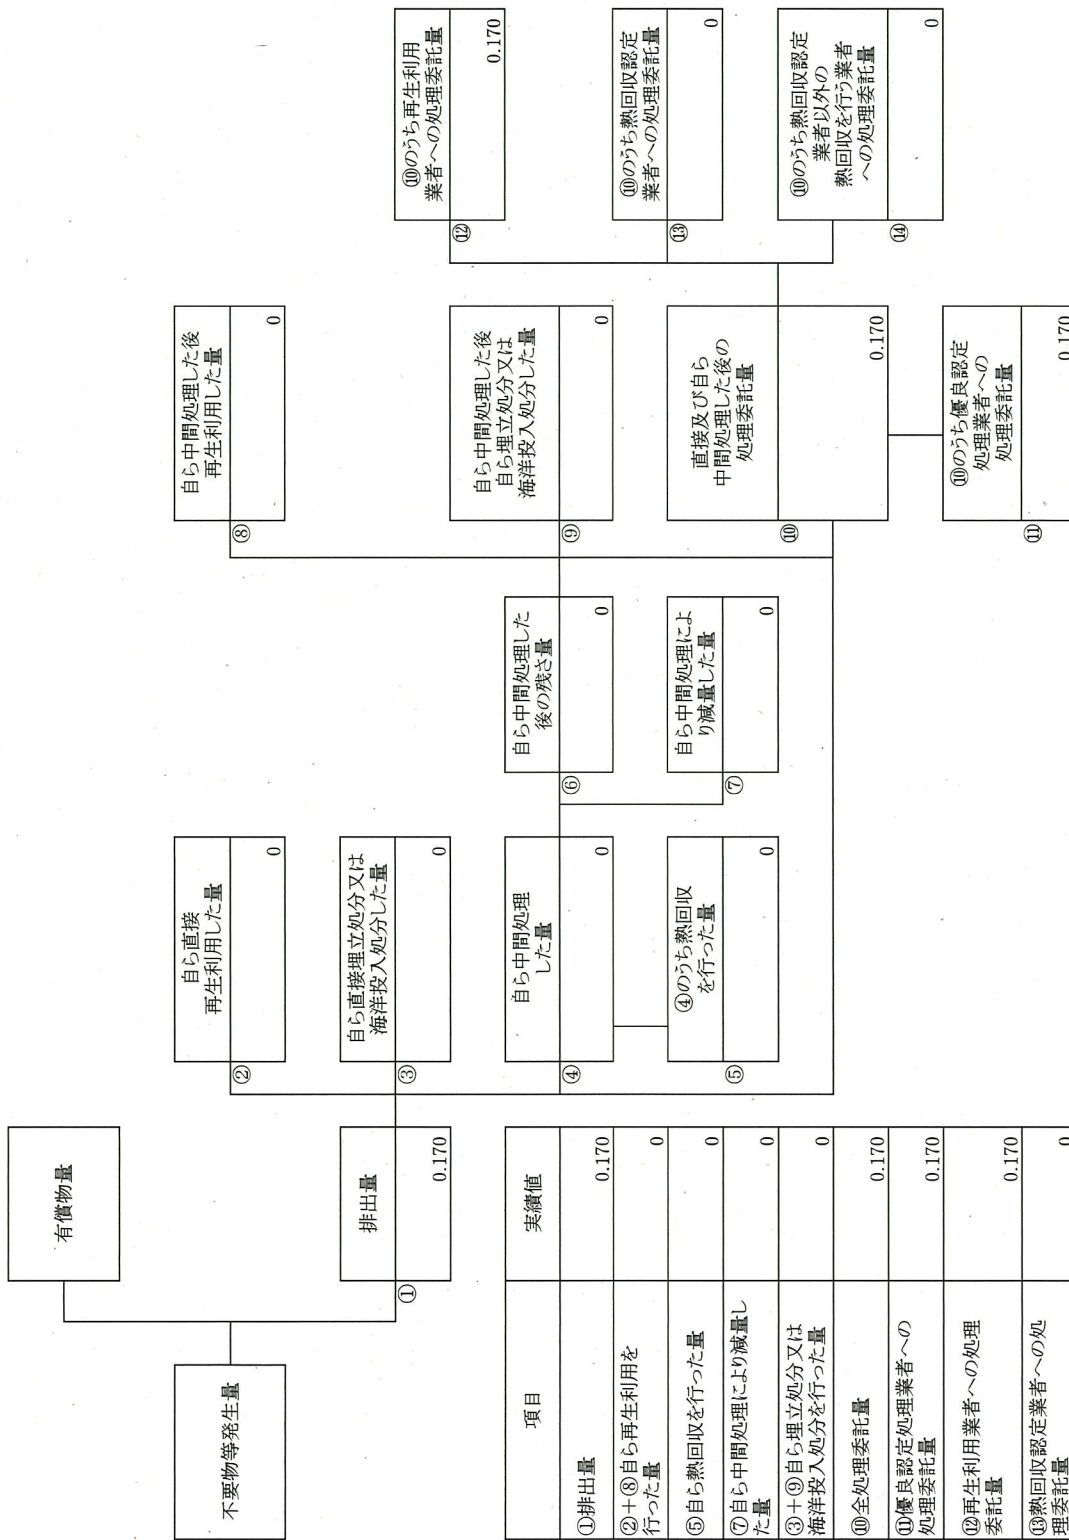 不要物等発生量
有償物量
排出量
①
0.170
自ら直接
再生利用した量
②
0
自ら直接埋立処分又は
海洋投入処分した量
③
0
自ら中間処理
した量
④
0
④のうち熱回収
を行った量
⑤
0
自ら中間処理した
後の残さ量
⑥
0
自ら中間処理によ
り減量した量
⑦
0
自ら中間処理した後
再生利用した量
⑧
0
自ら中間処理した後
自ら埋立処分又は
海洋投入処分した量
⑨
0
直接及び自ら
中間処理した後の
処理委託量
⑩
0.170
⑩のうち優良認定
処理業者への
処理委託量
⑪
0.170
⑩のうち再生利用
業者への処理委託量
⑫
0.170
⑩のうち熱回収認定
業者への処理委託量
⑬
0
⑩のうち熱回収認定
業者以外の
熱回収を行う業者
への処理委託量
⑭
0
項目 実績値
①排出量 0.170
②+⑧自ら再生利用を
行った量 0
⑤自ら熱回収を行った量 0
⑦自ら中間処理により減量し
た量 0
③+⑨自ら埋立処分又は
海洋投入処分を行った量 0
⑩全処理委託量 0.170
⑪優良認定処理業者への
処理委託量 0.170
⑫再生利用業者への処理
委託量 0.170
⑬熱回収認定業者への処
理委託量 0